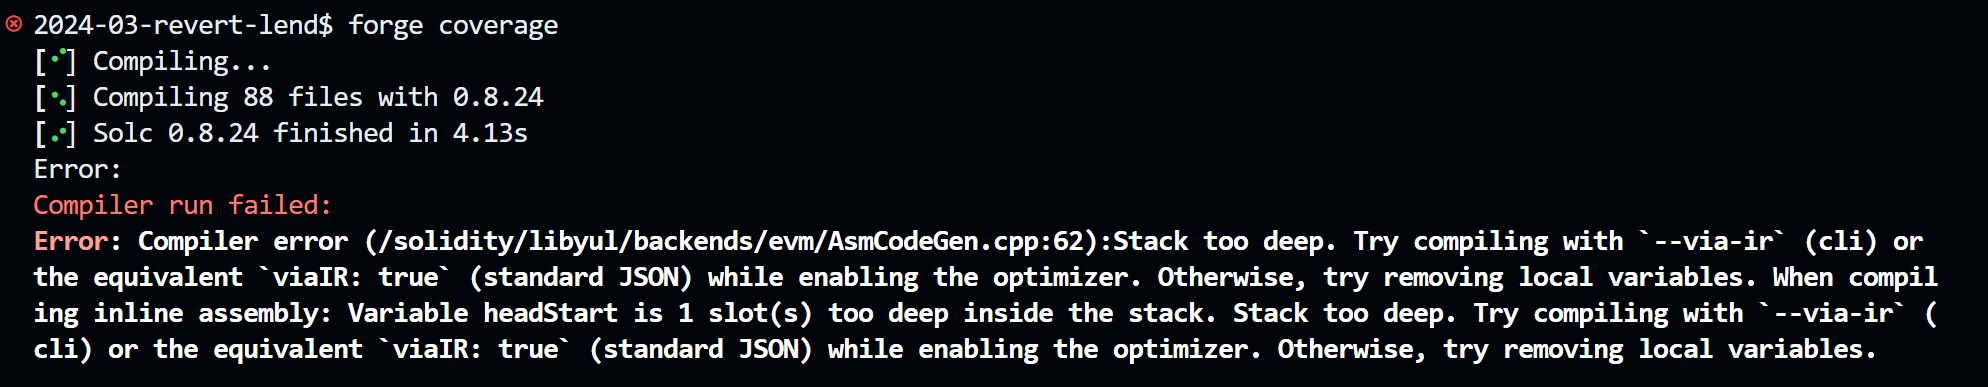 2024-03-revert-lend$ forge coverage
[⠊] Compiling...
[⠢] Compiling 88 files with 0.8.24
[⠔] Solc 0.8.24 finished in 4.13s
Error:
Compiler run failed:
Error: Compiler error (/solidity/libyul/backends/evm/AsmCodeGen.cpp:62):Stack too deep. Try compiling with `--via-ir` (cli) or
the equivalent `viaIR: true` (standard JSON) while enabling the optimizer. Otherwise, try removing local variables. When compil
ing inline assembly: Variable headStart is 1 slot(s) too deep inside the stack. Stack too deep. Try compiling with `--via-ir` (
cli) or the equivalent `viaIR: true` (standard JSON) while enabling the optimizer. Otherwise, try removing local variables.